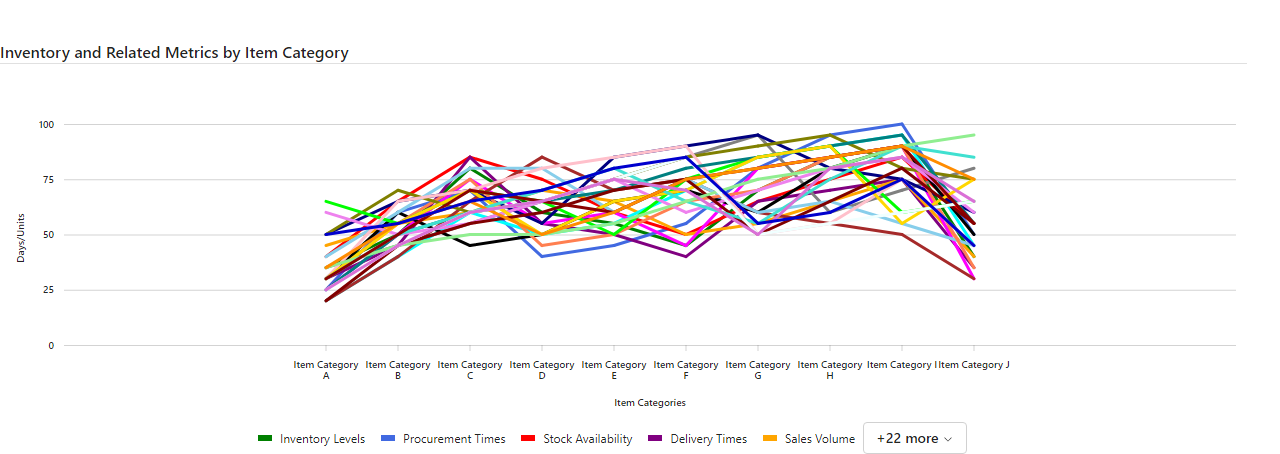 Inventory and Related Metrics by Item Category
100
75
50
25
0
Days/Units
Item Category A
Item Category B
Item Category C
Item Category D
Item Category E
Item Category F
Item Category G
Item Category H
Item Category I
Item Category J
Item Categories
Inventory Levels
Procurement Times
Stock Availability
Delivery Times
Sales Volume
+22 more